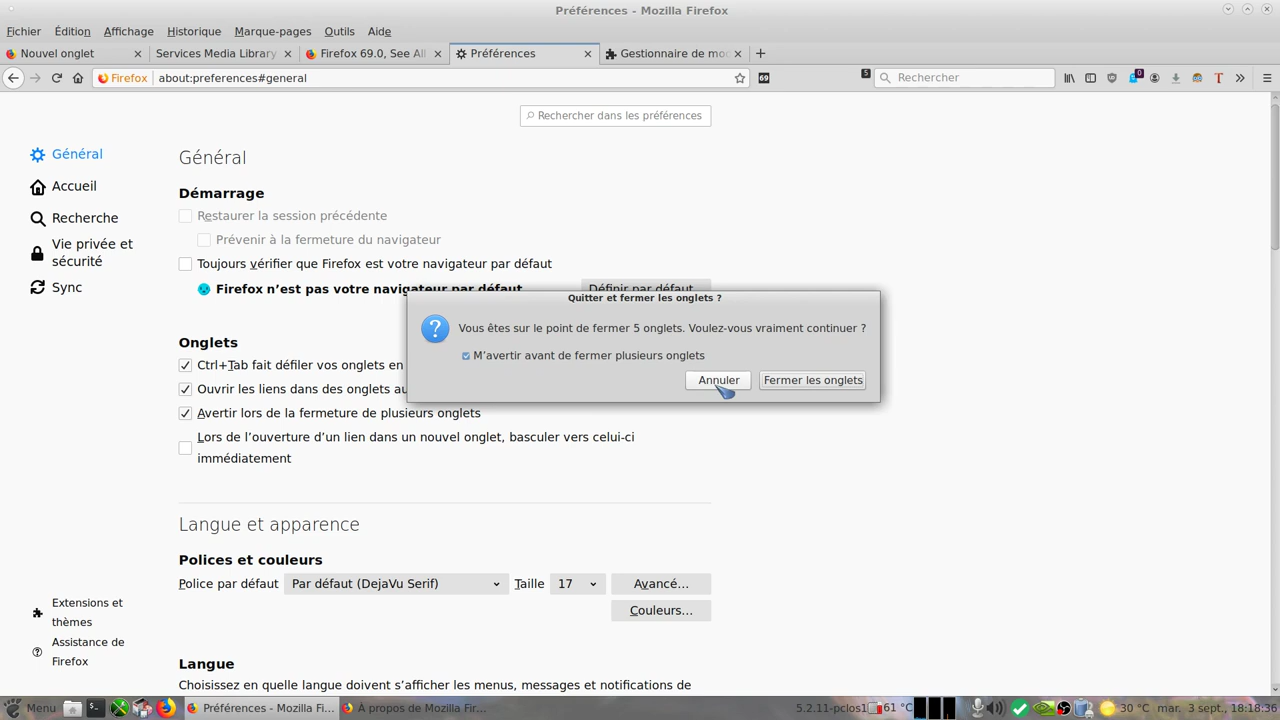 Préférences - Mozilla Firefox
Fichier Édition Affichage Historique Marque-pages Outils Aide
Nouvel onglet Services Media Library Firefox 69.0, See All Préférences Gestionnaire de mo
Firefox about:preferences#general 69 5 Rechercher 0 T
Rechercher dans les préférences
Général
Accueil
Recherche
Vie privée et
sécurité
Sync
Extensions et
thèmes
Assistance de
Firefox
Général
Démarrage
Restaurer la session précédente
Prévenir à la fermeture du navigateur
Toujours vérifier que Firefox est votre navigateur par défaut
Firefox n’est pas votre navigateur par défaut Définir par défaut
Quitter et fermer les onglets ?
Vous êtes sur le point de fermer 5 onglets. Voulez-vous vraiment continuer ?
M’avertir avant de fermer plusieurs onglets
Annuler Fermer les onglets
Onglets
Ctrl+Tab fait défiler vos onglets en
Ouvrir les liens dans des onglets au
Avertir lors de la fermeture de plusieurs onglets
Lors de l’ouverture d’un lien dans un nouvel onglet, basculer vers celui-ci
immédiatement
Langue et apparence
Polices et couleurs
Police par défaut Par défaut (DejaVu Serif) Taille 17 Avancé…
Couleurs…
Langue
Choisissez en quelle langue doivent s’afficher les menus, messages et notifications de
Menu Préférences - Mozilla Fi... À propos de Mozilla Fir... 5.2.11-pclos1 61 °C 30 °C mar. 3 sept., 18:18:36